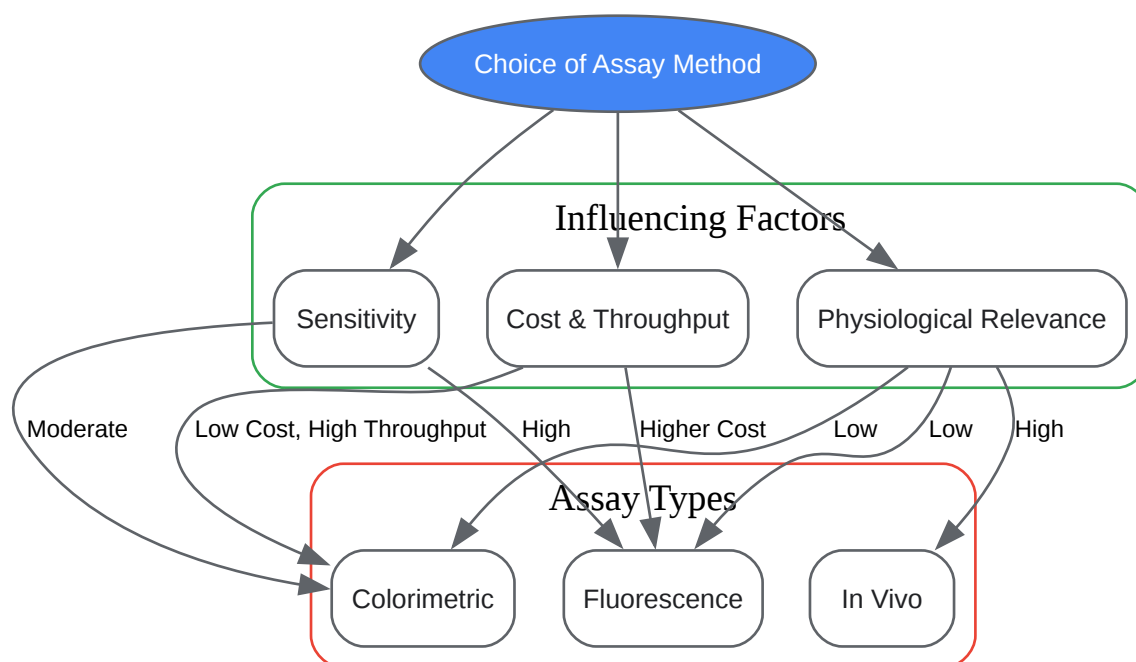 Choice of Assay Method
Influencing Factors
Sensitivity
Cost & Throughput
Physiological Relevance
Moderate
Low Cost, High Throughput
High
Higher Cost
Low
Low
High
Assay Types
Colorimetric
Fluorescence
In Vivo